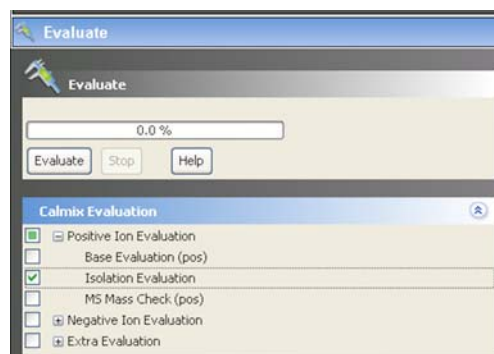 Evaluate
Evaluate
0.0 %
Evaluate Stop Help
Calmix Evaluation
Positive Ion Evaluation
Base Evaluation (pos)
Isolation Evaluation
MS Mass Check (pos)
Negative Ion Evaluation
Extra Evaluation